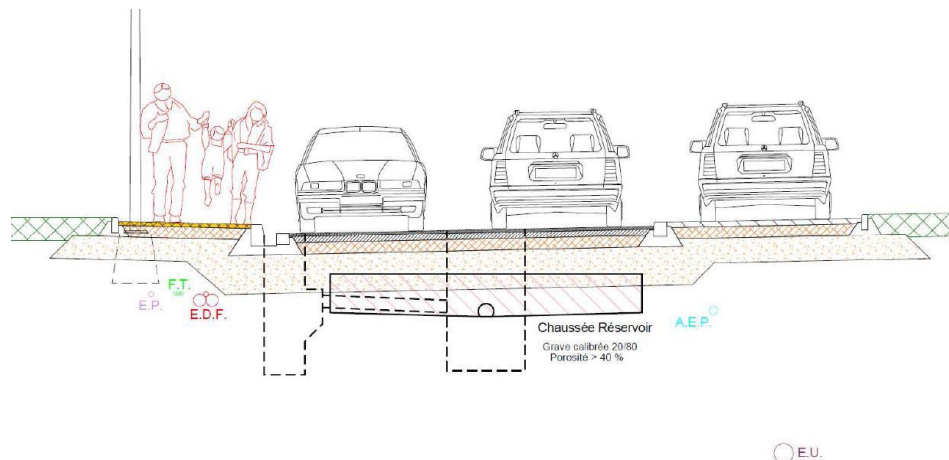 F.T.
E.P.
E.D.F.
Chaussée Réservoir
Grave calibrée 20/80
Porosité > 40 %
A.E.P.
E.U.